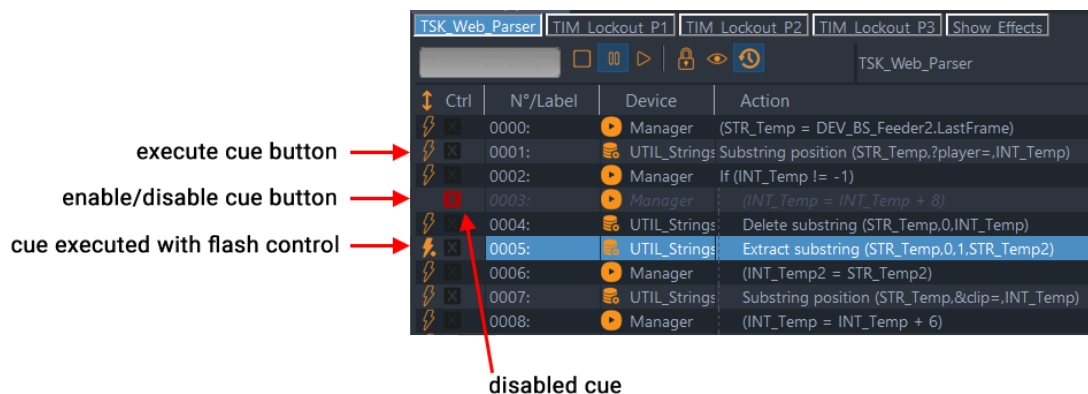 TSK_Web_Parser TIM_Lockout_P1 TIM_Lockout_P2 TIM_Lockout_P3 Show_Effects
TSK_Web_Parser
Ctrl N°/Label Device Action
0000: Manager (STR_Temp = DEV_BS_Feeder2.LastFrame)
execute cue button 0001: UTIL_Strings Substring position (STR_Temp,?player=,INT_Temp)
0002: Manager If (INT_Temp != -1)
enable/disable cue button 0003: Manager (INT_Temp = INT_Temp + 8)
0004: UTIL_Strings Delete substring (STR_Temp,0,INT_Temp)
cue executed with flash control 0005: UTIL_Strings Extract substring (STR_Temp,0,1,STR_Temp2)
0006: Manager (INT_Temp2 = STR_Temp2)
0007: UTIL_Strings Substring position (STR_Temp,&clip=,INT_Temp)
0008: Manager (INT_Temp = INT_Temp + 6)
disabled cue